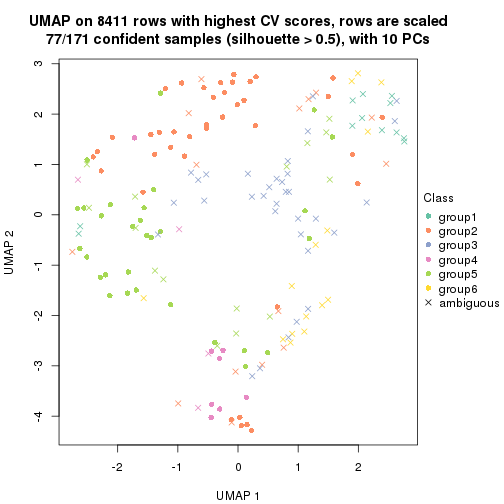 UMAP on 8411 rows with highest CV scores, rows are scaled
77/171 confident samples (silhouette > 0.5), with 10 PCs
3
2
1
0
-1
-2
-3
-4
UMAP 2
-2
-1
0
1
2
UMAP 1
Class
group1
group2
group3
group4
group5
group6
ambiguous